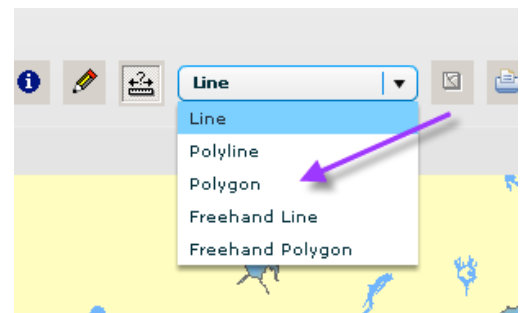 Line
Line
Polyline
Polygon
Freehand Line
Freehand Polygon